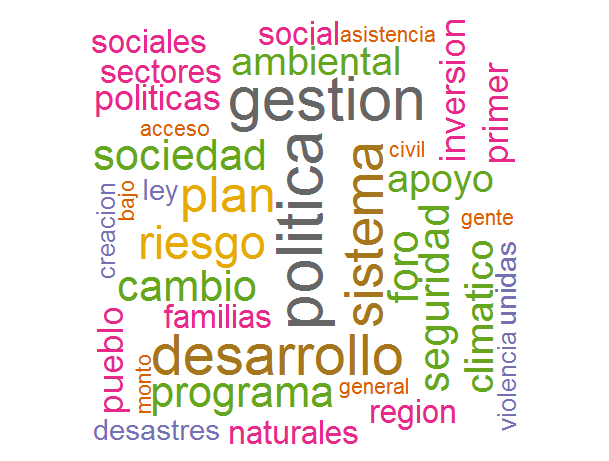 sociales
social
asistencia
sectores
ambiental
inversion
primer
politicas
gestion
acceso
sociedad
politica
sistema
civil
creacion
bajo
ley
plan
apoyo
riesgo
foro
seguridad
gente
cambio
climatico
unidas
pueblo
familias
desarrollo
monto
programa
general
violencia
region
desastres
naturales